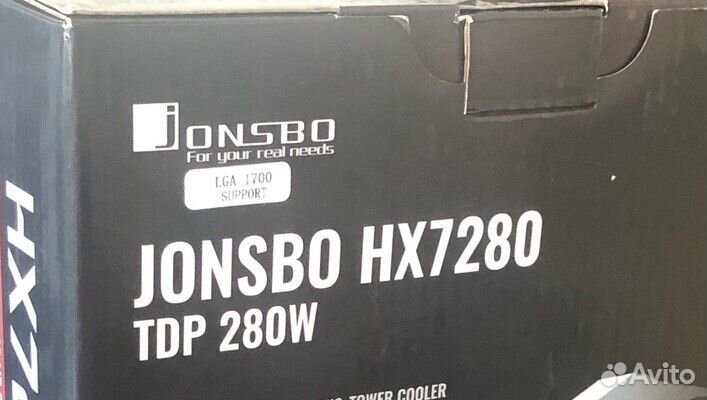 JONSBO
For your real needs
LGA 1700
SUPPORT
JONSBO HX7280
TDP 280W
TOWER COOLER
HX7
Avito